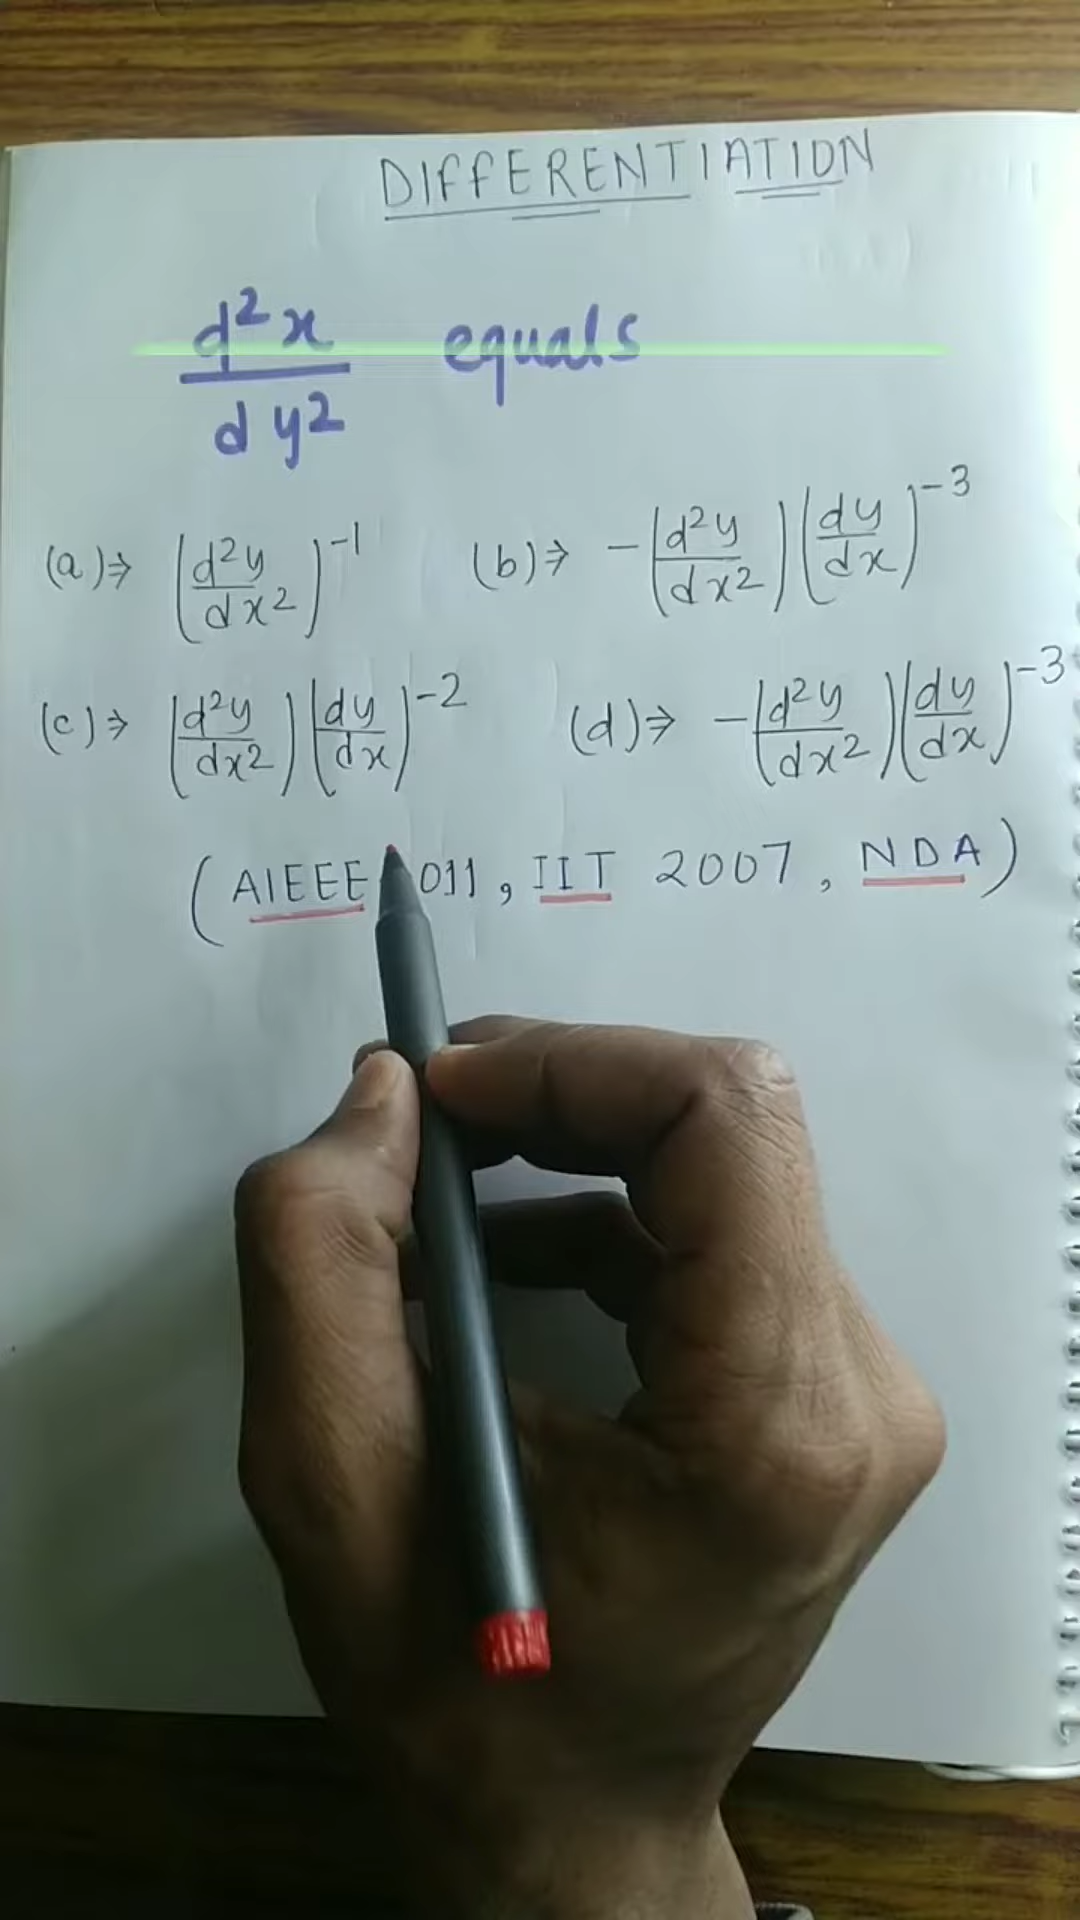 DIFFERENTIATION
d²x/dy2 equals
(a)⇒ (d²y/dx2)^-1 (b)⇒ -(d²y/dx2)(dy/dx)^-3
(c)⇒ (d²y/dx2)(dy/dx)^-2 (d)⇒ -(d²y/dx2)(dy/dx)^-3
(AIEEE 011, IIT 2007, NDA)